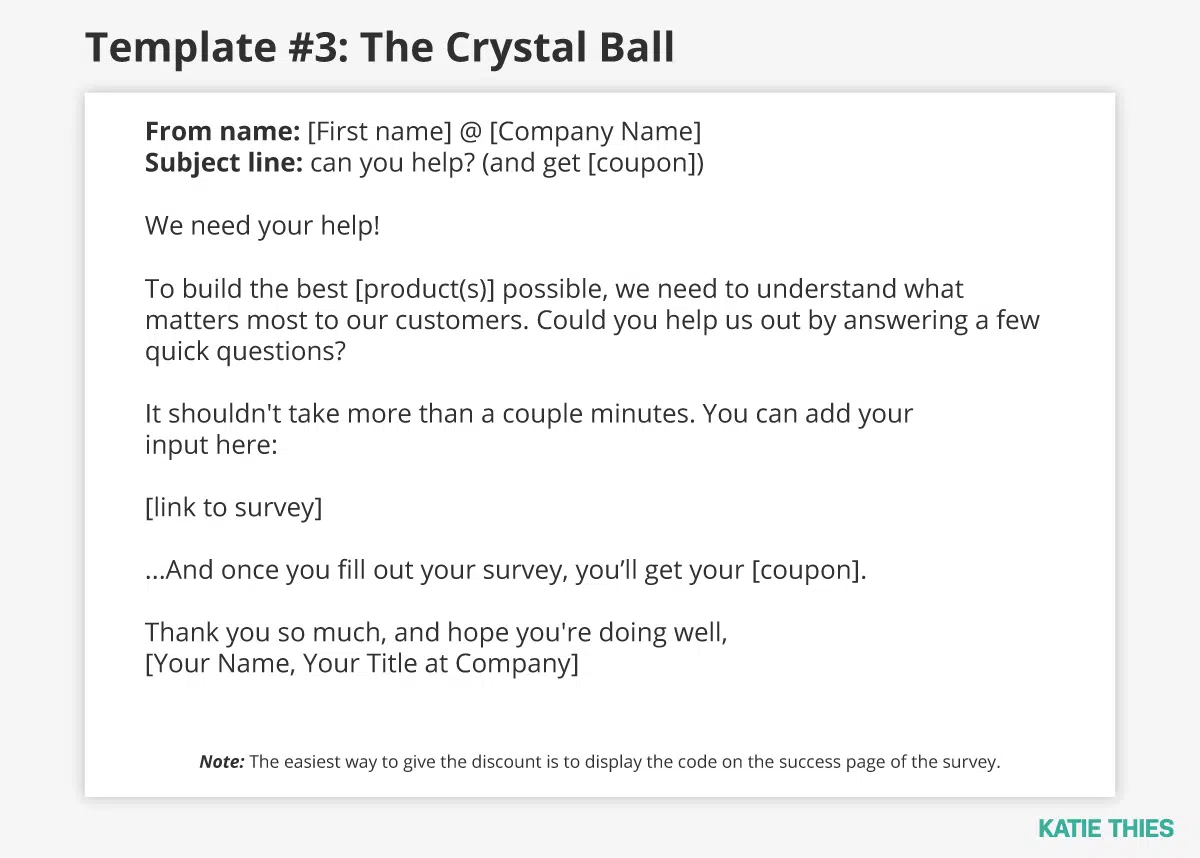 Template #3: The Crystal Ball
From name: [First name] @ [Company Name]
Subject line: can you help? (and get [coupon])
We need your help!
To build the best [product(s)] possible, we need to understand what
matters most to our customers. Could you help us out by answering a few
quick questions?
It shouldn't take more than a couple minutes. You can add your
input here:
[link to survey]
...And once you fill out your survey, you’ll get your [coupon].
Thank you so much, and hope you're doing well,
[Your Name, Your Title at Company]
Note: The easiest way to give the discount is to display the code on the success page of the survey.
KATIE THIES